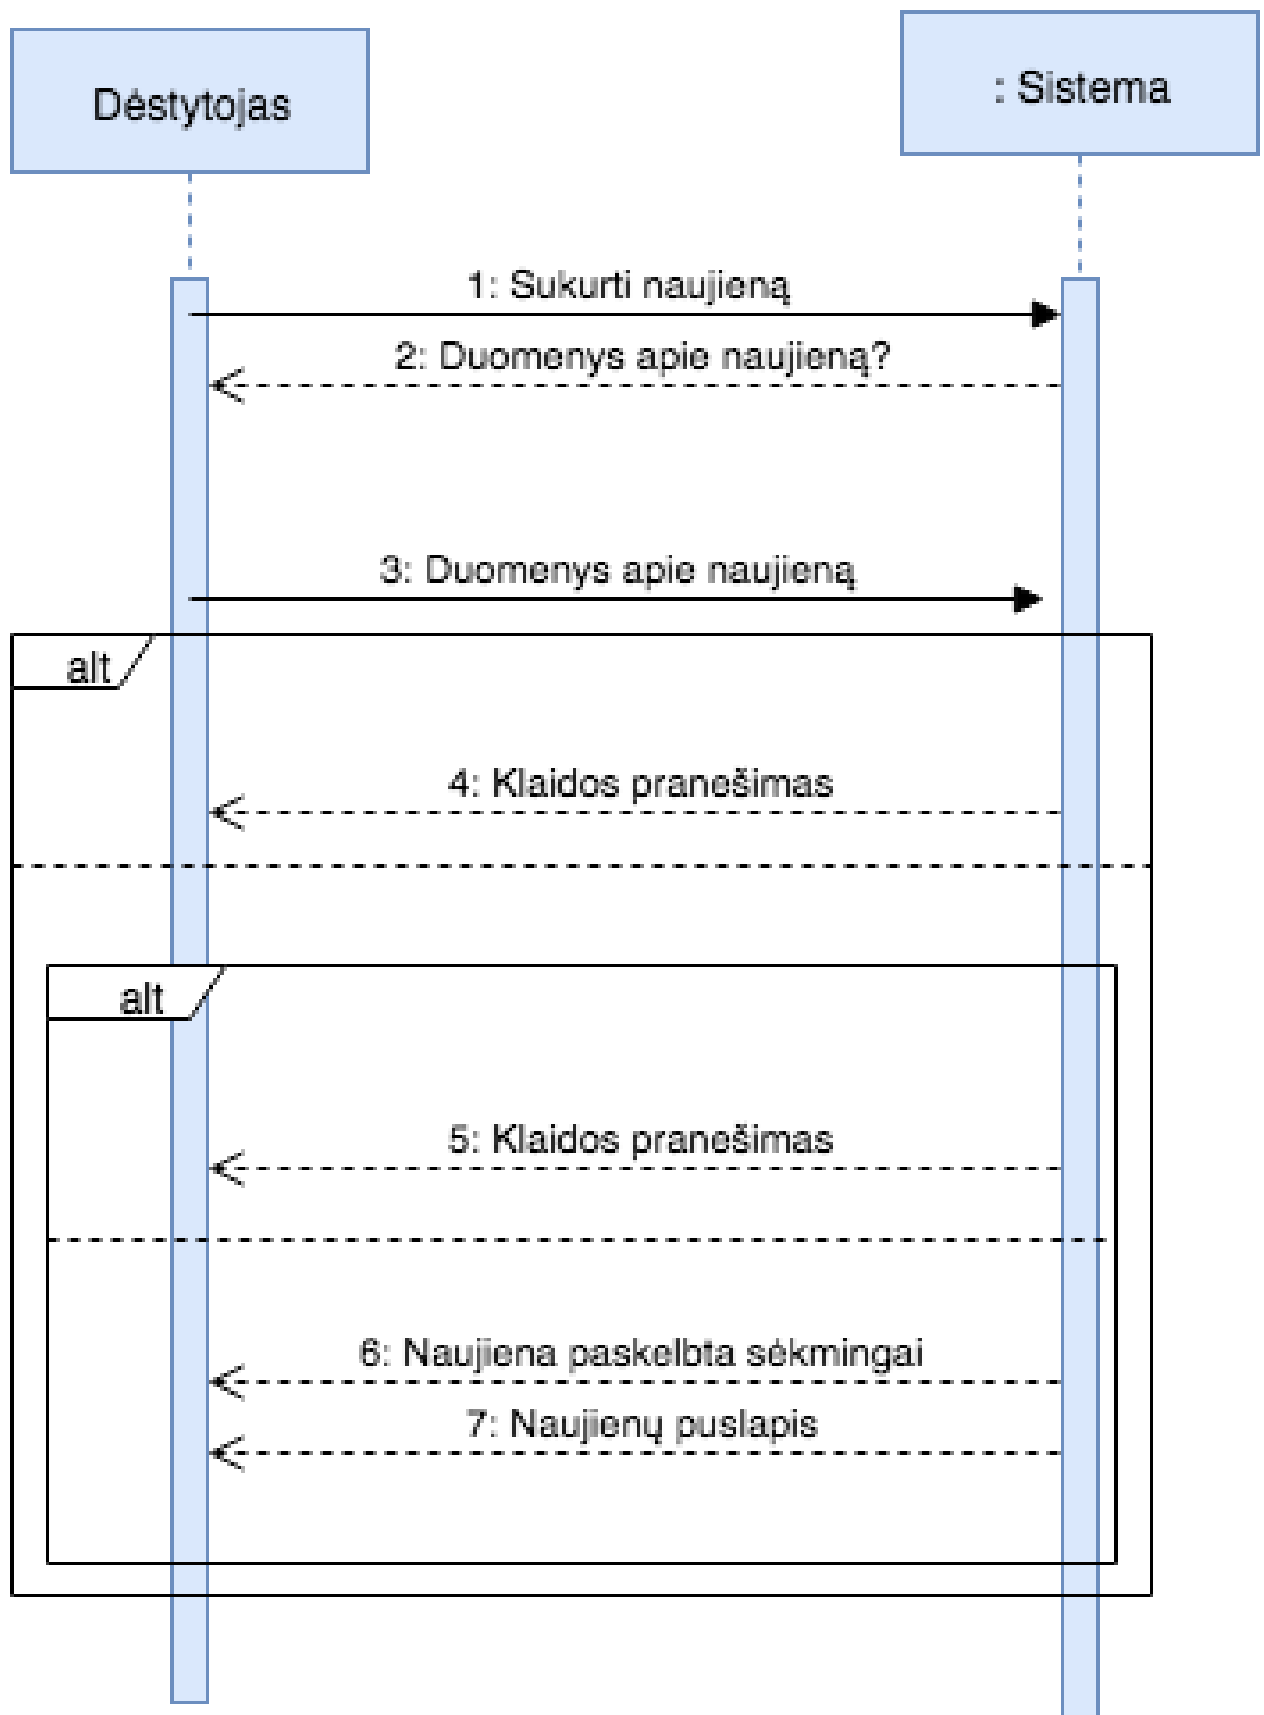 Dėstytojas
: Sistema
1: Sukurti naujieną
2: Duomenys apie naujieną?
3: Duomenys apie naujieną
alt
4: Klaidos pranešimas
alt
5: Klaidos pranešimas
6: Naujiena paskelbta sėkmingai
7: Naujienų puslapis